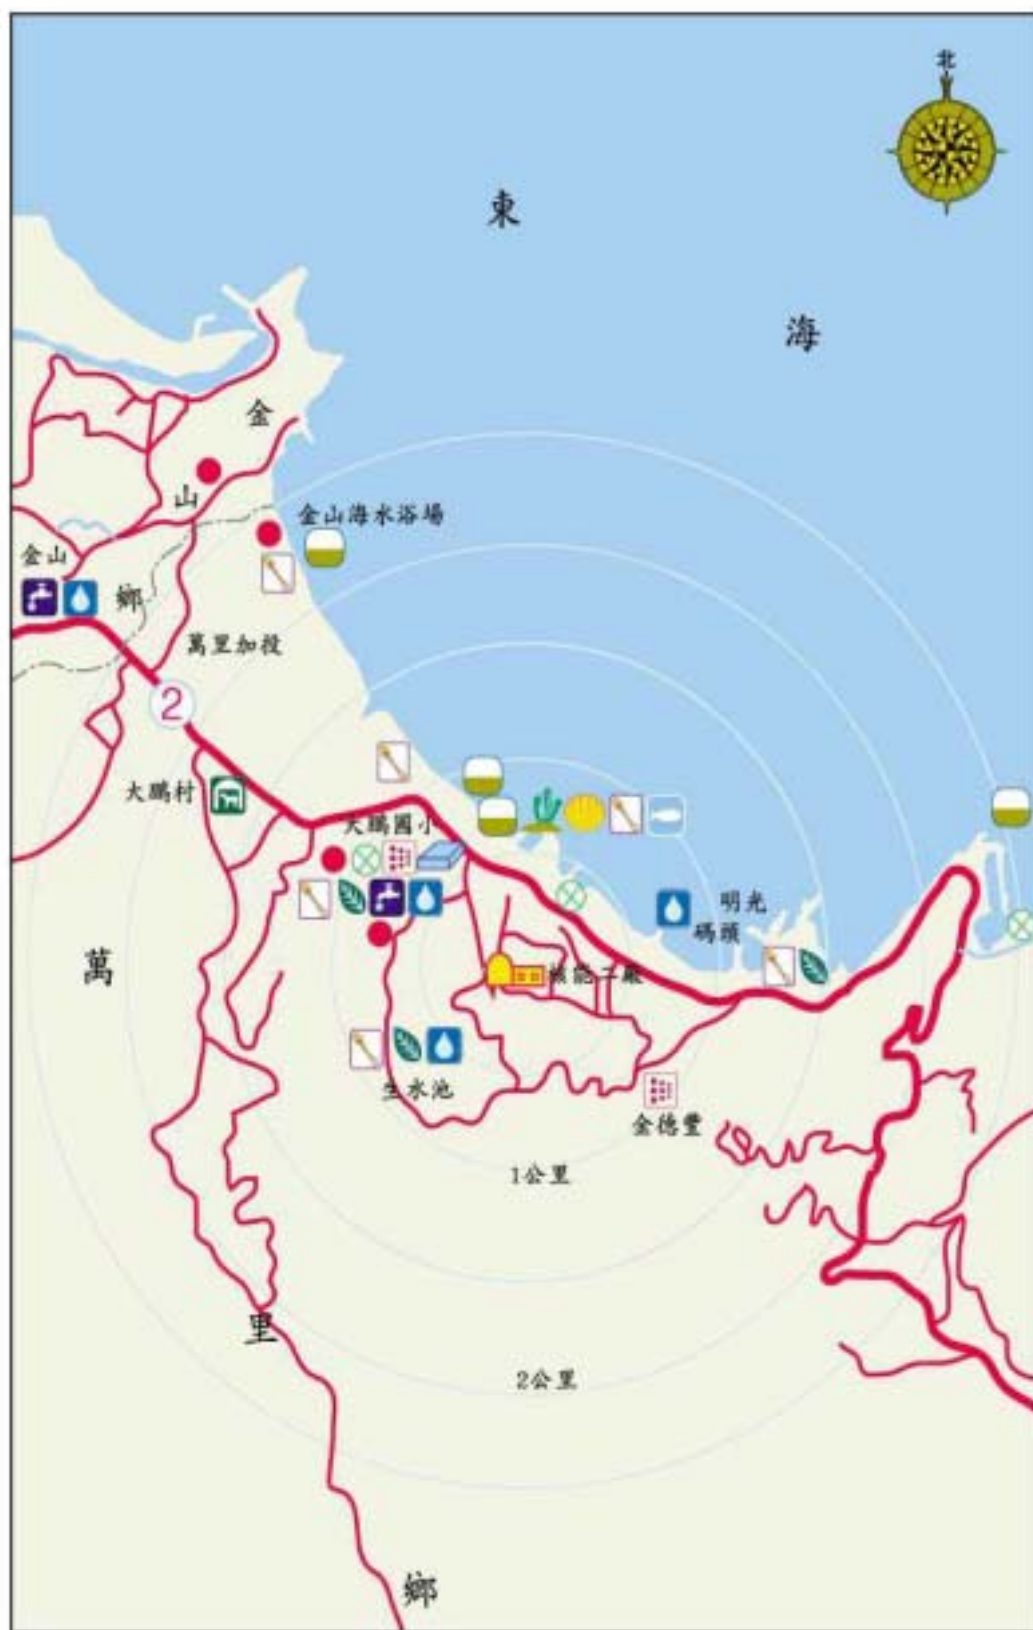 北
東
海
金
山
鄉
金山海水浴場
金山
萬里加投
2
大鵬村
大鵬國小
明光
碼頭
萬
核能二廠
生水池
金德豐
1公里
里
2公里
鄉